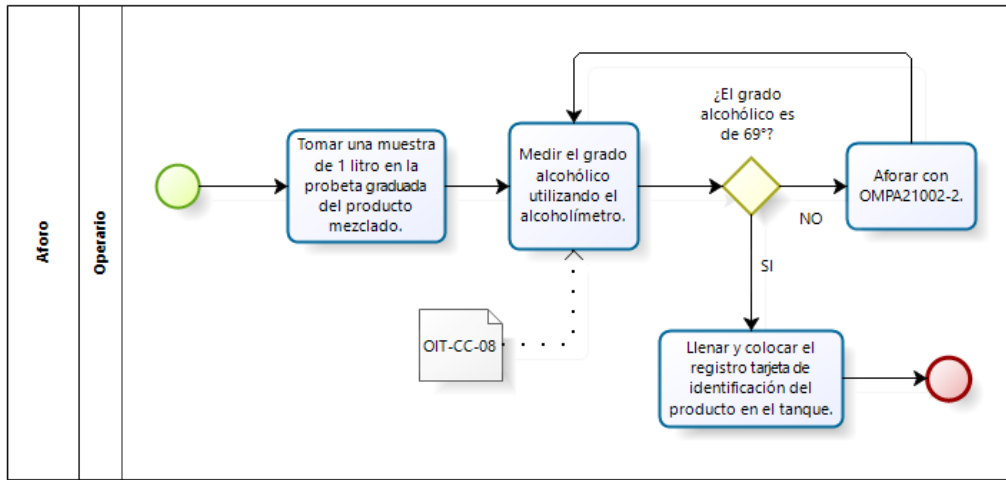 Aforo
Operario
Tomar una muestra
de 1 litro en la
probeta graduada
del producto
mezclado.
Medir el grado
alcohólico
utilizando el
alcoholímetro.
¿El grado
alcohólico es
de 69°?
Aforar con
OMPA21002-2.
NO
SI
OIT-CC-08
Llenar y colocar el
registro tarjeta de
identificación del
producto en el tanque.